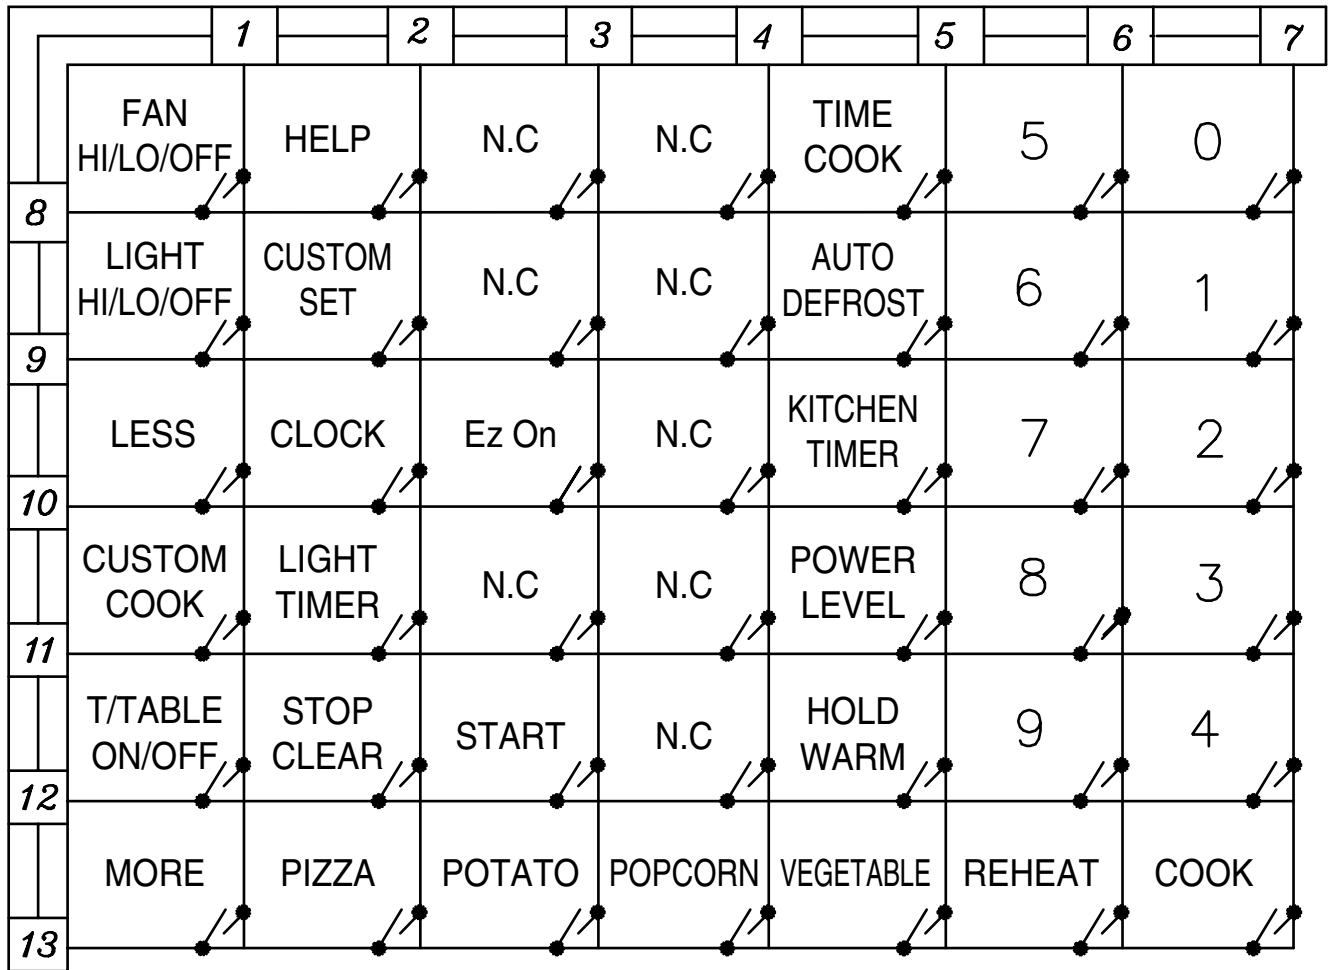 1 2 3 4 5 6 7
FAN
HI/LO/OFF
HELP
N.C
N.C
TIME
COOK
5
0
8
LIGHT
HI/LO/OFF
CUSTOM
SET
N.C
N.C
AUTO
DEFROST
6
1
9
LESS
CLOCK
Ez On
N.C
KITCHEN
TIMER
7
2
10
CUSTOM
COOK
LIGHT
TIMER
N.C
N.C
POWER
LEVEL
8
3
11
T/TABLE
ON/OFF
STOP
CLEAR
START
N.C
HOLD
WARM
9
4
12
MORE
PIZZA
POTATO
POPCORN
VEGETABLE
REHEAT
COOK
13